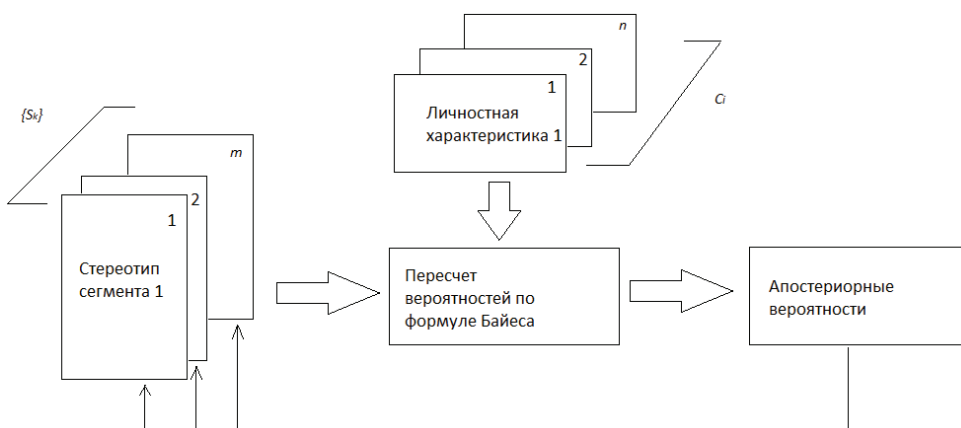 {Sk}
m
2
1
Стереотип
сегмента 1
n
2
1
Личностная
характеристика 1
Ci
Пересчет
вероятностей по
формуле Байеса
Апостериорные
вероятности